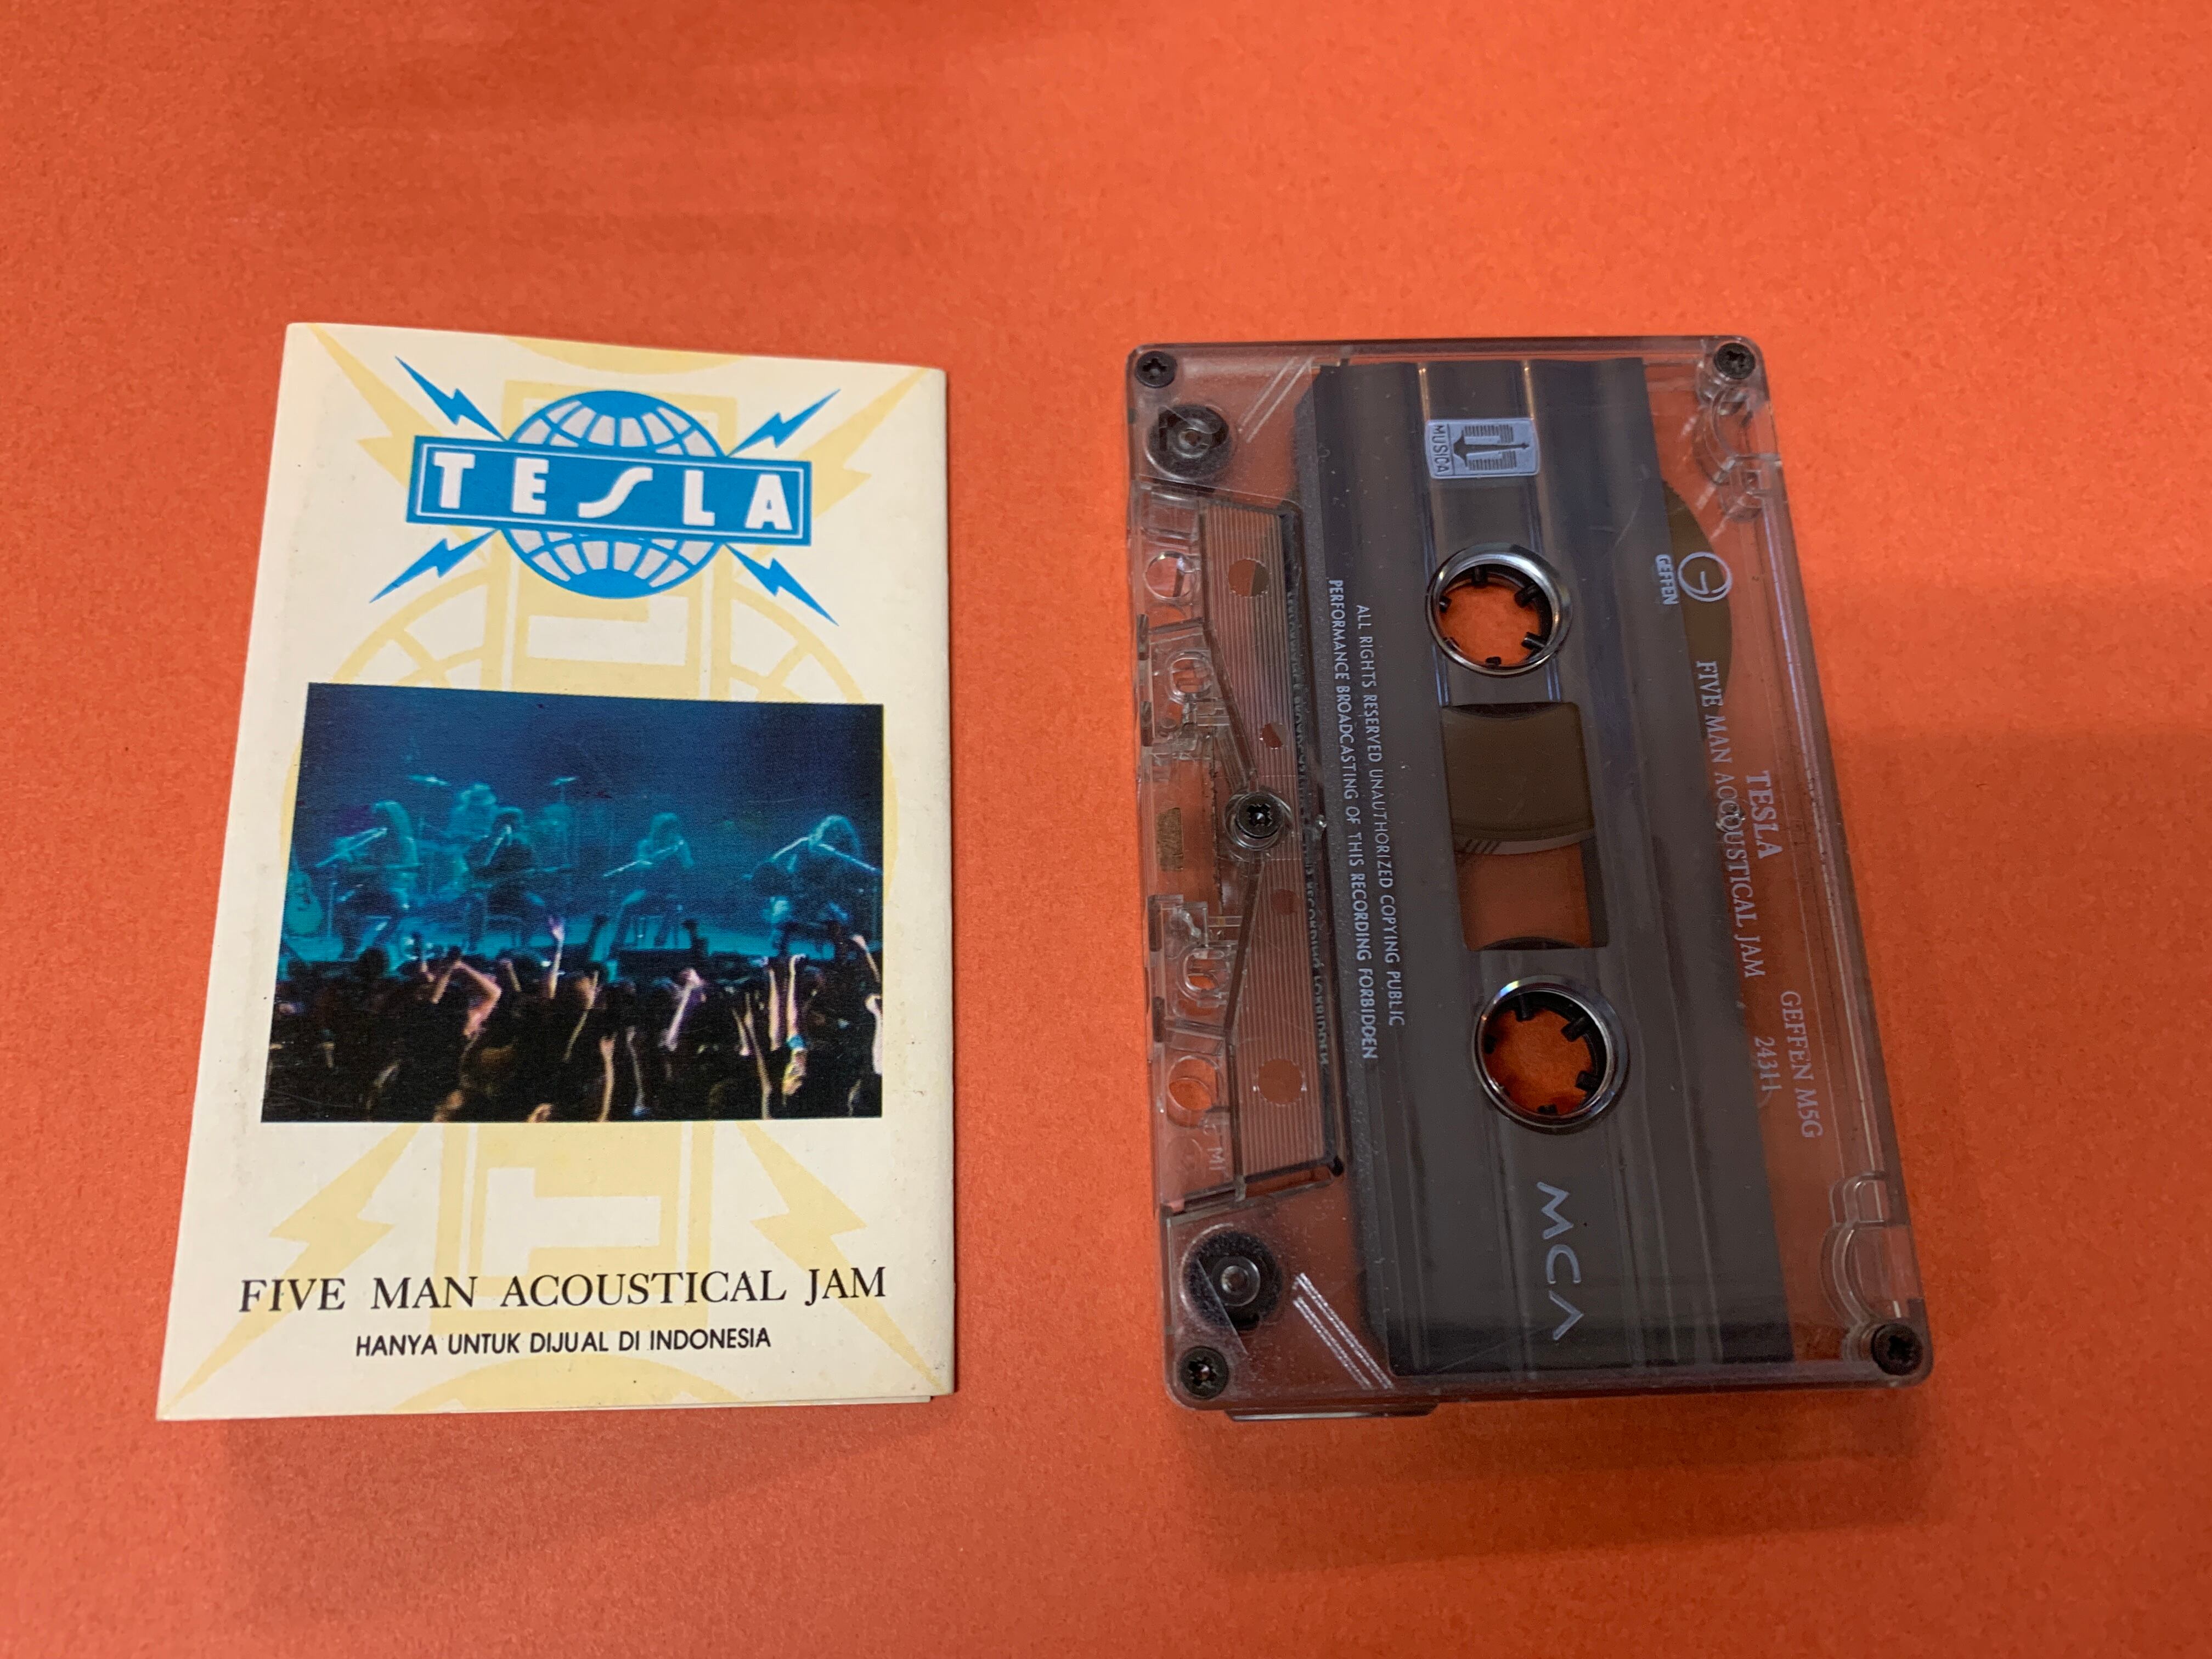 TESLA
FIVE MAN ACOUSTICAL JAM
HANYA UNTUK DIJUAL DI INDONESIA
GEFFEN
TESLA
FIVE MAN ACCOUSTICAL JAM
GEFFEN M5G
24311
MUSICA
MCA
ALL RIGHTS RESERVED UNAUTHORIZED COPYING PUBLIC
PERFORMANCE BROADCASTING OF THIS RECORDING FORBIDDEN